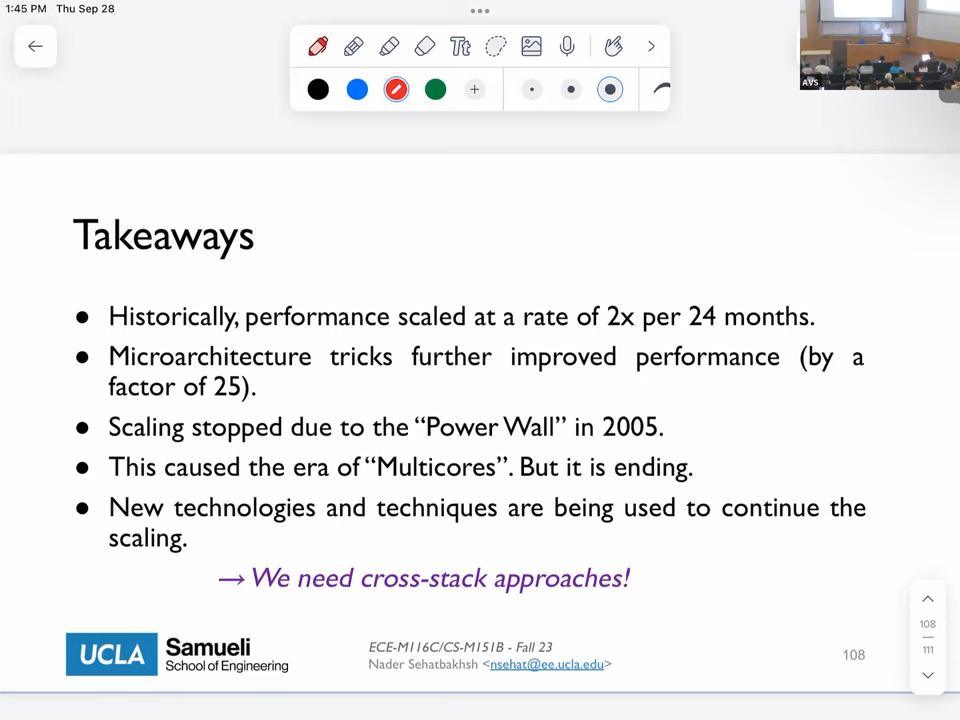 1:45 PM Thu Sep 28
Tt
AVS
Takeaways
● Historically, performance scaled at a rate of 2x per 24 months.
● Microarchitecture tricks further improved performance (by a
factor of 25).
● Scaling stopped due to the “Power Wall” in 2005.
● This caused the era of “Multicores”. But it is ending.
● New technologies and techniques are being used to continue the
scaling.
→ We need cross-stack approaches!
UCLA Samueli
School of Engineering
ECE-M116C/CS-M151B - Fall 23
Nader Sehatbakhsh <nsehat@ee.ucla.edu>
108
108
111